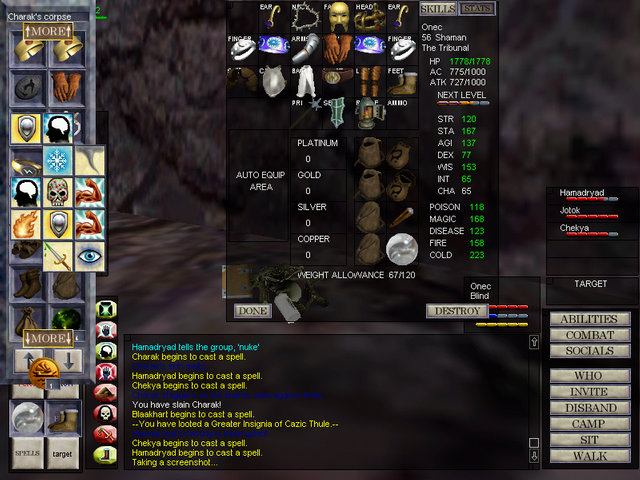 Charak's corpse
MORE
EAR
NECK
FACE
HEAD
EAR
FINGER
ARMS
FINGER
FEET
PRI
AMMO
SKILLS
STATS
Onec
56 Shaman
The Tribunal
HP 1778/1778
AC 775/1000
ATK 727/1000
NEXT LEVEL
STR 120
STA 167
AGI 137
DEX 77
WIS 153
INT 65
CHA 65
POISON 118
MAGIC 168
DISEASE 123
FIRE 158
COLD 223
AUTO EQUIP
AREA
PLATINUM
0
GOLD
0
SILVER
0
COPPER
0
WEIGHT ALLOWANCE 67/120
DONE
DESTROY
Onec
Blind
Hamadryad
Jotok
Chekya
TARGET
ABILITIES
COMBAT
SOCIALS
WHO
INVITE
DISBAND
CAMP
SIT
WALK
MORE
1
SPELLS
target
Hamadryad tells the group, 'nuke'
Charak begins to cast a spell.
Hamadryad begins to cast a spell.
Chekya begins to cast a spell.
You have slain Charak!
Blaakhart begins to cast a spell.
--You have looted a Greater Insignia of Cazic Thule.--
Chekya begins to cast a spell.
Hamadryad begins to cast a spell.
Taking a screenshot...